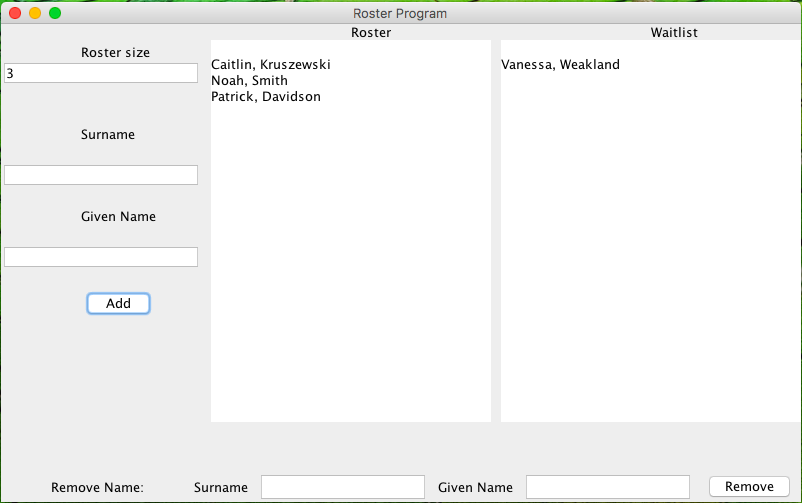 Roster Program
Roster size
3
Surname
Given Name
Add
Roster
Caitlin, Kruszewski
Noah, Smith
Patrick, Davidson
Waitlist
Vanessa, Weakland
Remove Name: Surname Given Name Remove